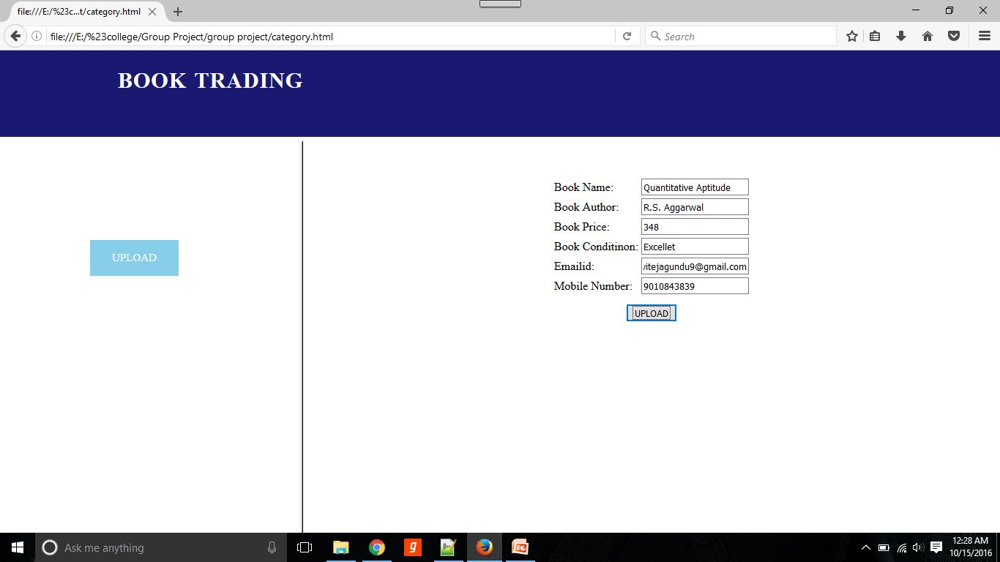 file:///E:/%23c...t/category.html
file:///E:/%23college/Group Project/group project/category.html
Search
BOOK TRADING
UPLOAD
Book Name: Quantitative Aptitude
Book Author: R.S. Aggarwal
Book Price: 348
Book Conditinon: Excellet
Emailid: itejagundu9@gmail.com
Mobile Number: 9010843839
UPLOAD
Ask me anything
12:28 AM
10/15/2016